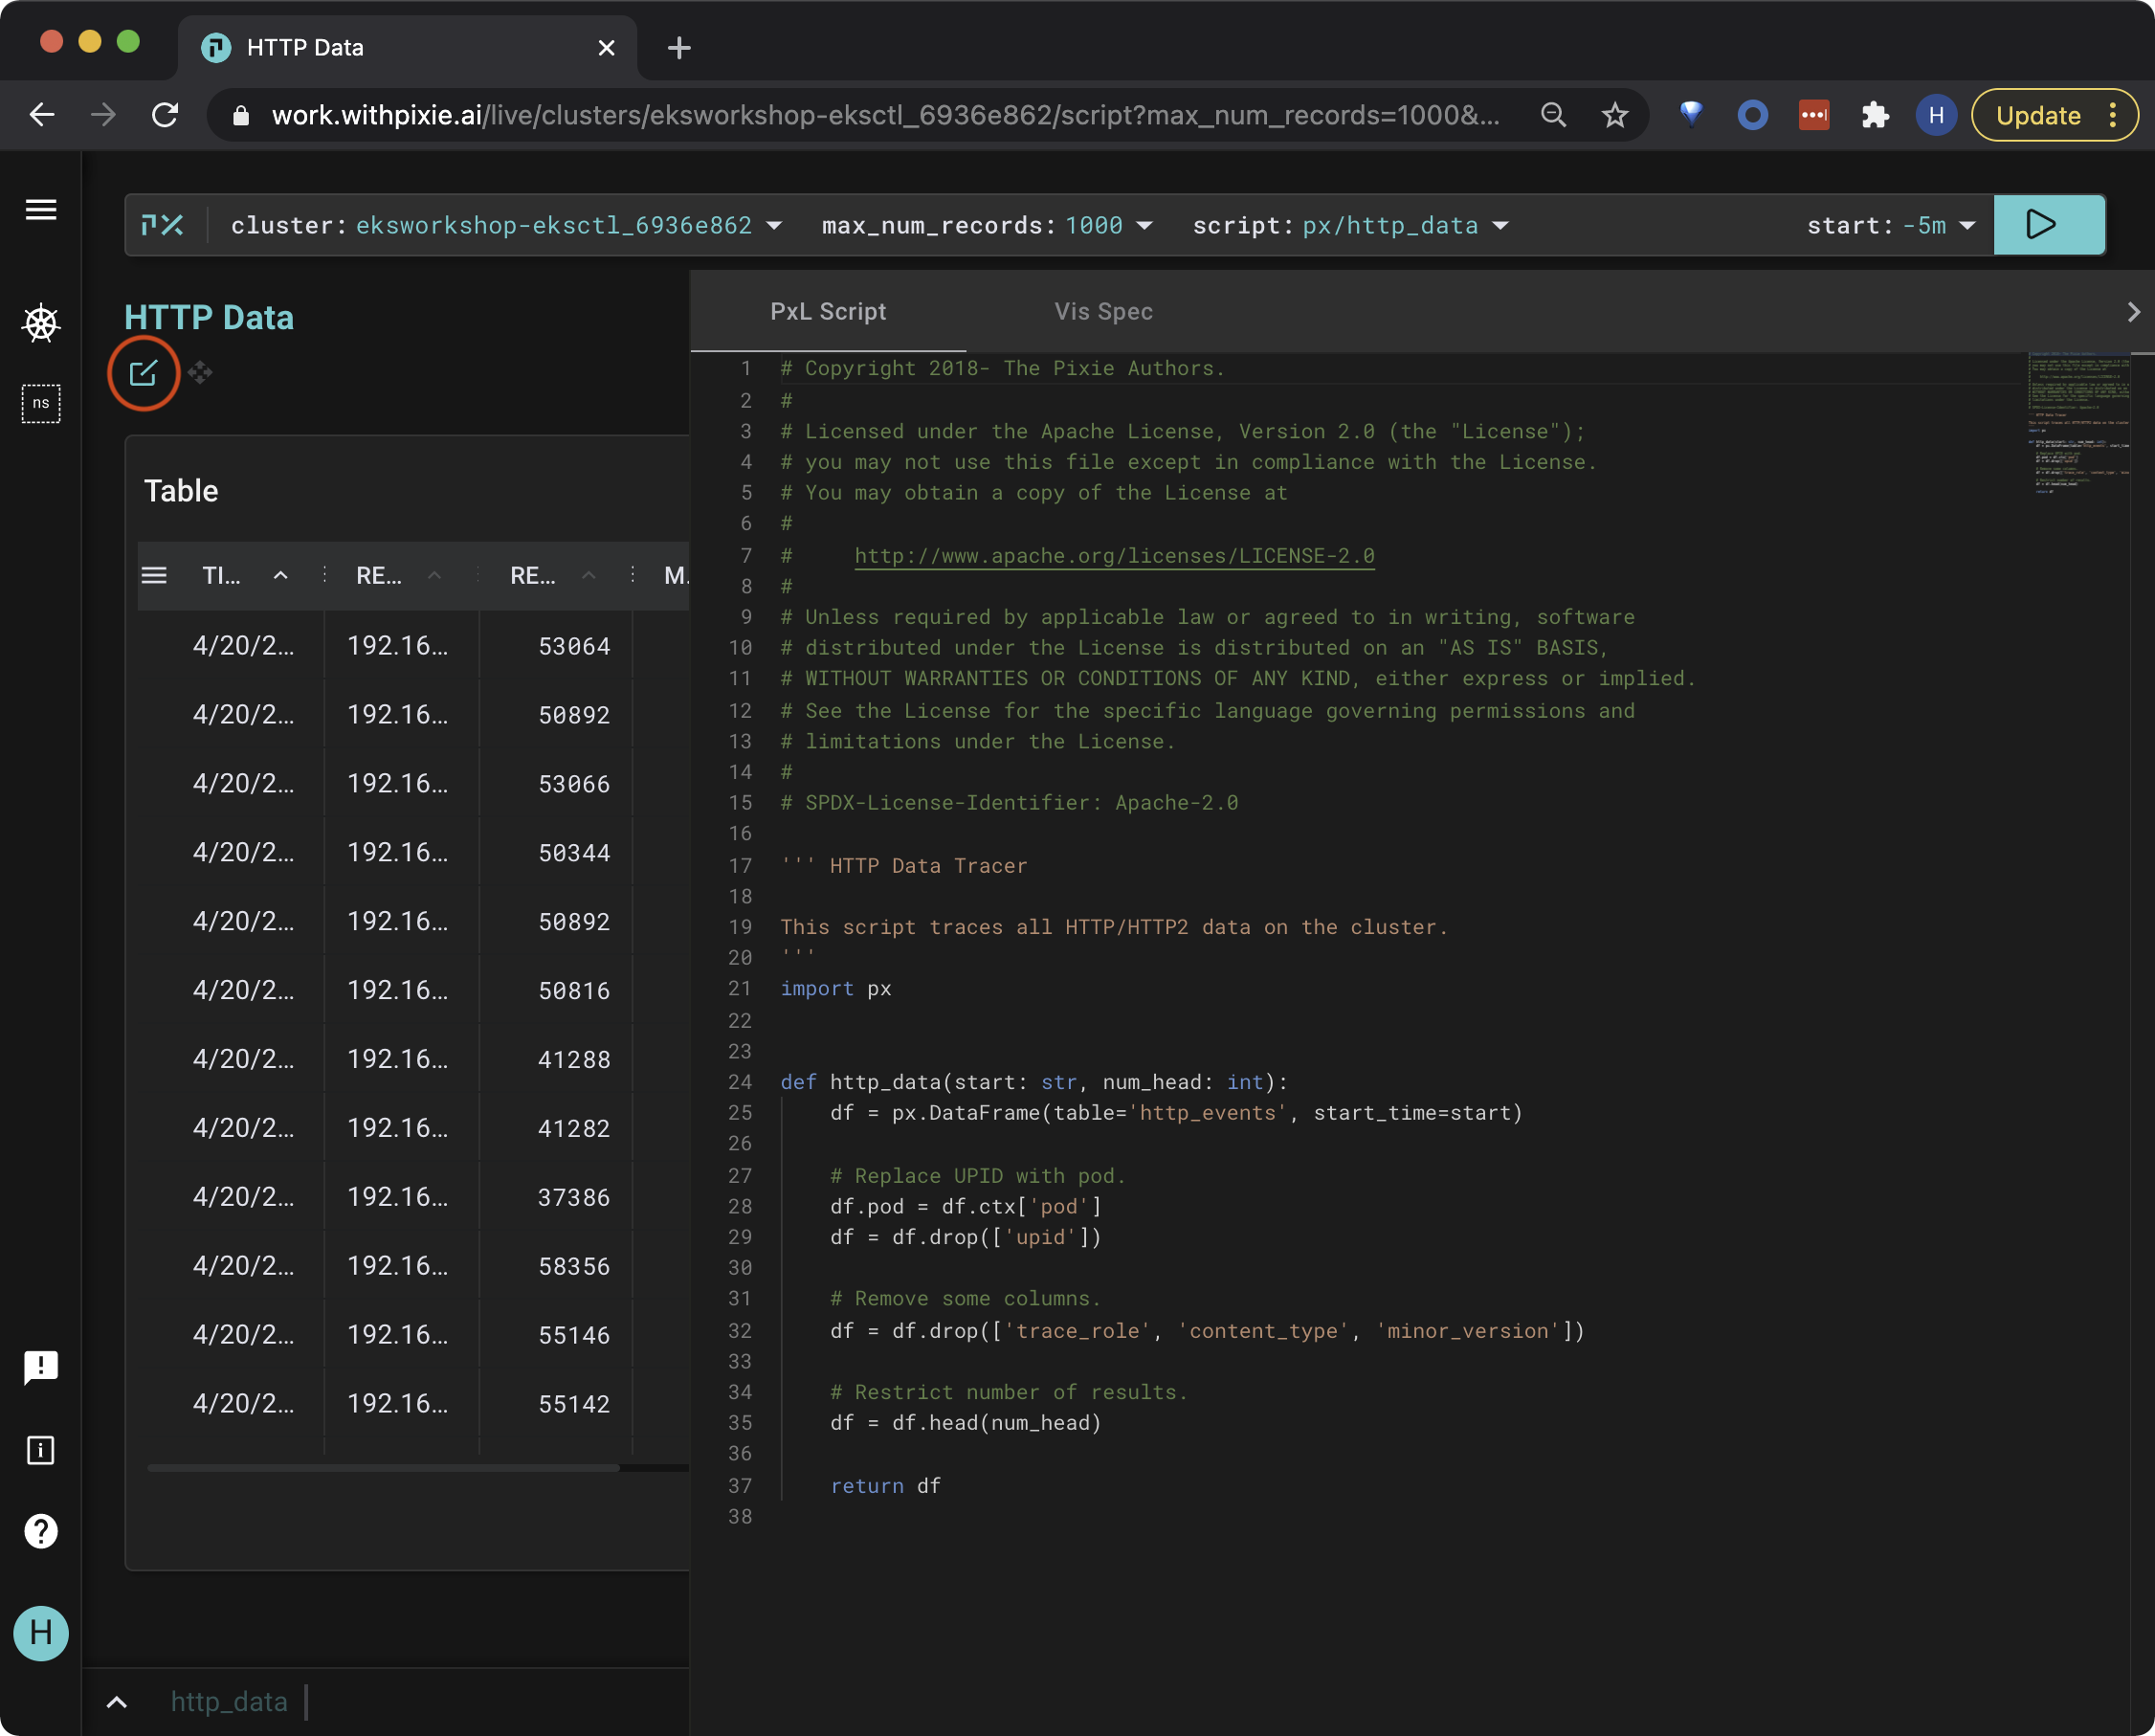 HTTP Data
work.withpixie.ai/live/clusters/eksworkshop-eksctl_6936e862/script?max_num_records=1000&...
H
Update
cluster: eksworkshop-eksctl_6936e862
max_num_records: 1000
script: px/http_data
start: -5m
ns
HTTP Data
Table
TI...
RE...
RE...
M.
4/20/2... 192.16... 53064
4/20/2... 192.16... 50892
4/20/2... 192.16... 53066
4/20/2... 192.16... 50344
4/20/2... 192.16... 50892
4/20/2... 192.16... 50816
4/20/2... 192.16... 41288
4/20/2... 192.16... 41282
4/20/2... 192.16... 37386
4/20/2... 192.16... 58356
4/20/2... 192.16... 55146
4/20/2... 192.16... 55142
H
http_data
PxL Script
Vis Spec
1 # Copyright 2018- The Pixie Authors.
2 #
3 # Licensed under the Apache License, Version 2.0 (the "License");
4 # you may not use this file except in compliance with the License.
5 # You may obtain a copy of the License at
6 #
7 #     http://www.apache.org/licenses/LICENSE-2.0
8 #
9 # Unless required by applicable law or agreed to in writing, software
10 # distributed under the License is distributed on an "AS IS" BASIS,
11 # WITHOUT WARRANTIES OR CONDITIONS OF ANY KIND, either express or implied.
12 # See the License for the specific language governing permissions and
13 # limitations under the License.
14 #
15 # SPDX-License-Identifier: Apache-2.0
16
17 ''' HTTP Data Tracer
18
19 This script traces all HTTP/HTTP2 data on the cluster.
20 '''
21 import px
22
23
24 def http_data(start: str, num_head: int):
25     df = px.DataFrame(table='http_events', start_time=start)
26
27     # Replace UPID with pod.
28     df.pod = df.ctx['pod']
29     df = df.drop(['upid'])
30
31     # Remove some columns.
32     df = df.drop(['trace_role', 'content_type', 'minor_version'])
33
34     # Restrict number of results.
35     df = df.head(num_head)
36
37     return df
38